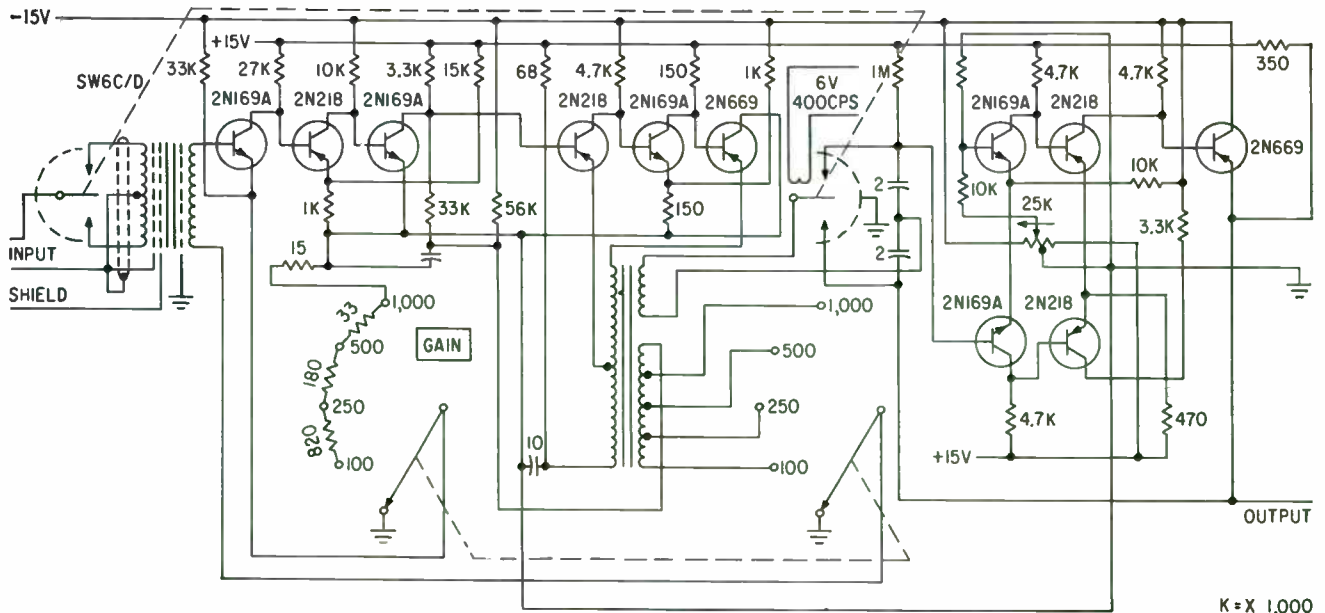 -15V
+15V
SW6C/D
33K
27K
10K
3.3K
15K
68
4.7K
150
1K
6V
400CPS
1M
4.7K
4.7K
350
2N169A
2N218
2N169A
2N218
2N169A
2N669
2N169A
2N218
2N669
1K
33K
56K
150
2
2
10K
25K
10K
3.3K
INPUT
SHIELD
15
33
1,000
500
180
250
820
100
GAIN
10
1,000
500
250
100
2N169A
2N218
4.7K
470
+15V
OUTPUT
K=X 1,000